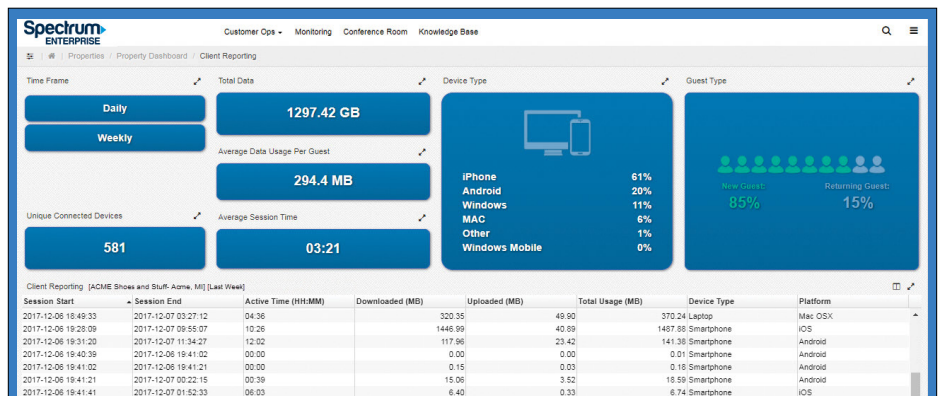 Spectrum
ENTERPRISE
Customer Ops Monitoring Conference Room Knowledge Base
Properties / Property Dashboard / Client Reporting
Time Frame
Daily
Weekly
Unique Connected Devices
581
Total Data
1297.42 GB
Average Data Usage Per Guest
294.4 MB
Average Session Time
03:21
Device Type
iPhone 61%
Android 20%
Windows 11%
MAC 6%
Other 1%
Windows Mobile 0%
Guest Type
New Guest: Returning Guest:
85% 15%
Client Reporting [ACME Shoes and Stuff- Acme, MI] [Last Week]
Session Start Session End Active Time (HH:MM) Downloaded (MB) Uploaded (MB) Total Usage (MB) Device Type Platform
2017-12-06 18:49:33 2017-12-07 03:27:12 04:36 320.35 49.90 370.24 Laptop Mac OSX
2017-12-06 19:28:09 2017-12-07 09:55:07 10:26 1446.99 40.89 1487.88 Smartphone iOS
2017-12-06 19:31:20 2017-12-07 11:34:27 12:02 117.96 23.42 141.38 Smartphone Android
2017-12-06 19:40:39 2017-12-06 19:41:02 00:00 0.00 0.00 0.01 Smartphone Android
2017-12-06 19:41:02 2017-12-06 19:41:21 00:00 0.15 0.03 0.18 Smartphone Android
2017-12-06 19:41:21 2017-12-07 00:22:15 00:39 15.06 3.52 18.59 Smartphone Android
2017-12-06 19:41:41 2017-12-07 01:52:33 06:03 6.40 0.33 6.74 Smartphone iOS